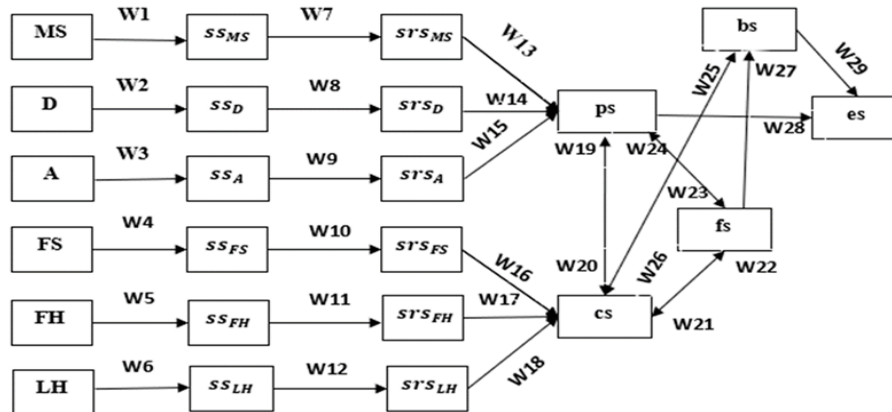 MS W1 ss_MS W7 srs_MS W13
D W2 ss_D W8 srs_D W14
A W3 ss_A W9 srs_A W15
FS W4 ss_FS W10 srs_FS W16
FH W5 ss_FH W11 srs_FH W17
LH W6 ss_LH W12 srs_LH W18
bs
W25 W27 W29
ps es
W19 W24 W28
W23 fs
W20 W26 W22
cs W21